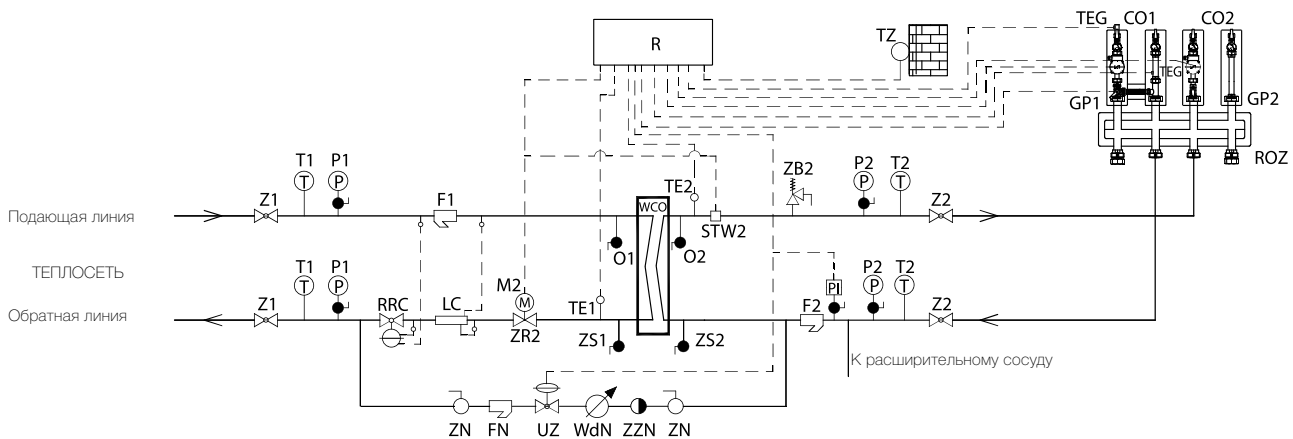 TEG CO1 CO2
R
TZ
TEG
GP1 GP2
ROZ
T1 P1
Z1 F1
TE2 ZB2
P2 T2
Z2
T
P
P
T
Подающая линия
WCO
STW2
O1 O2
ТЕПЛОСЕТЬ
T1 P1
Z1 RRC LC
M2
TE1
PI
P2 T2
F2 Z2
T
P
M
P
T
Обратная линия
ZR2
ZS1 ZS2
К расширительному сосуду
ZN FN UZ WdN ZZN ZN